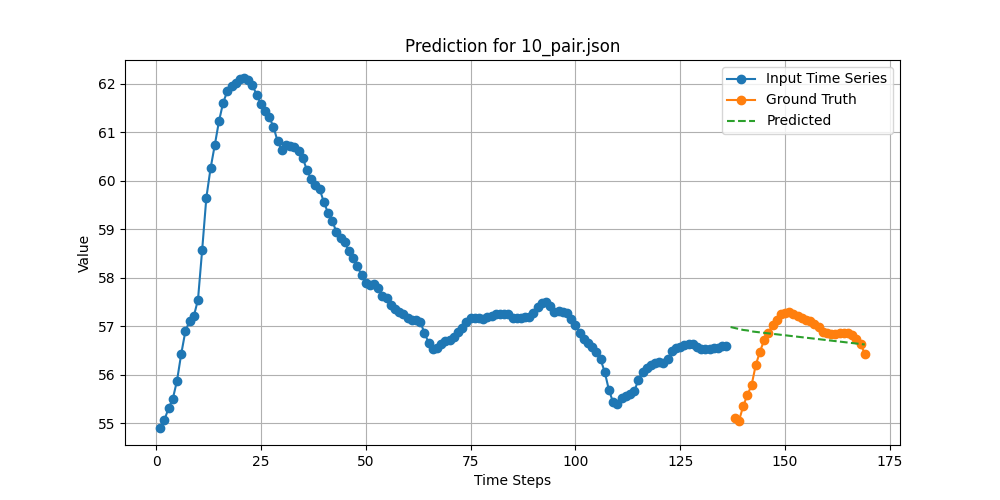 Prediction for 10_pair.json
Input Time Series
Ground Truth
Predicted
Value
62
61
60
59
58
57
56
55
0 25 50 75 100 125 150 175
Time Steps